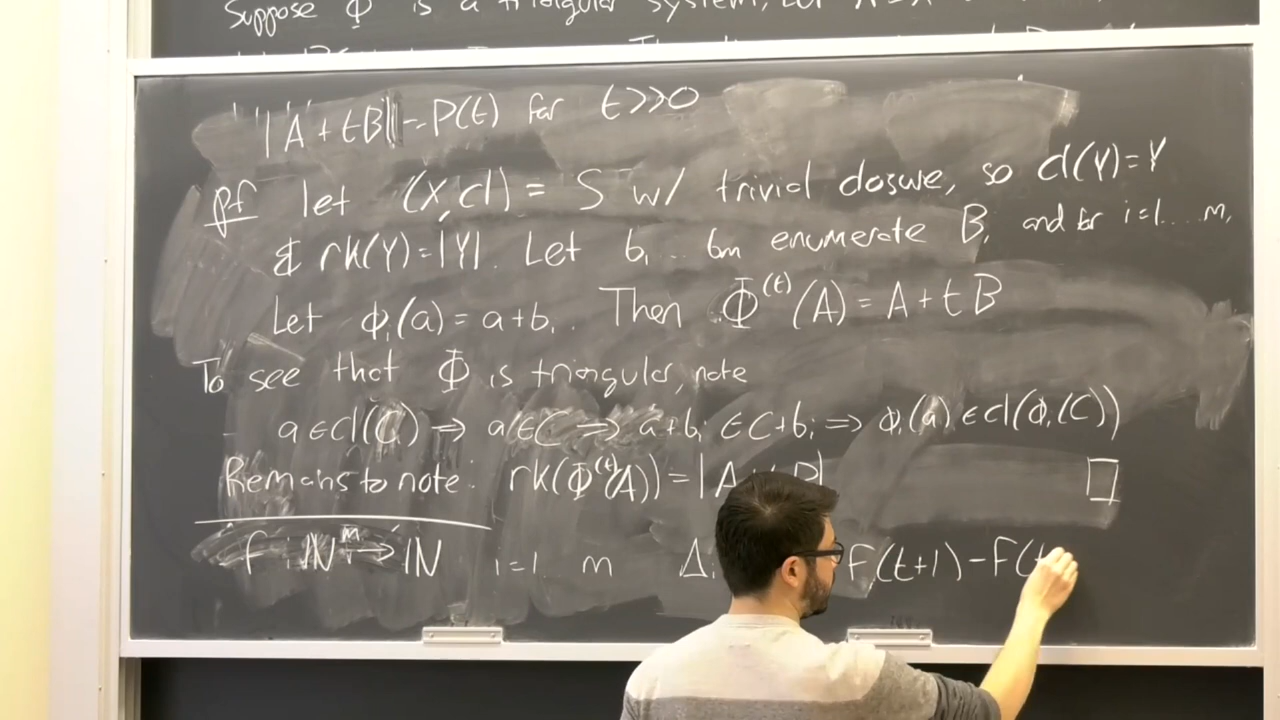 Suppose Φ is a triangular system,
|A + tB| = P(t) for t>>0
pf let (X, cl) = S w/ trivial closure, so cl(Y)=Y
& rk(Y)=|Y|. Let b, .. bm enumerate B, and for i=1....m,
Let ϕᵢ(a) = a+bᵢ. Then Φ⁽ᵗ⁾(A) = A+tB
To see that Φ is triangular, note
a∈cl(C) ⇒ a∈C ⇒ a+bᵢ ∈C+bᵢ ⇒ ϕᵢ(a) ∈cl(ϕᵢ(C))
Remains to note: rk(Φ⁽ᵗ⁾(A)) = |A □
F: ℕᵐ → ℕ i=1 m Δᵢ F(t+1) - F(t